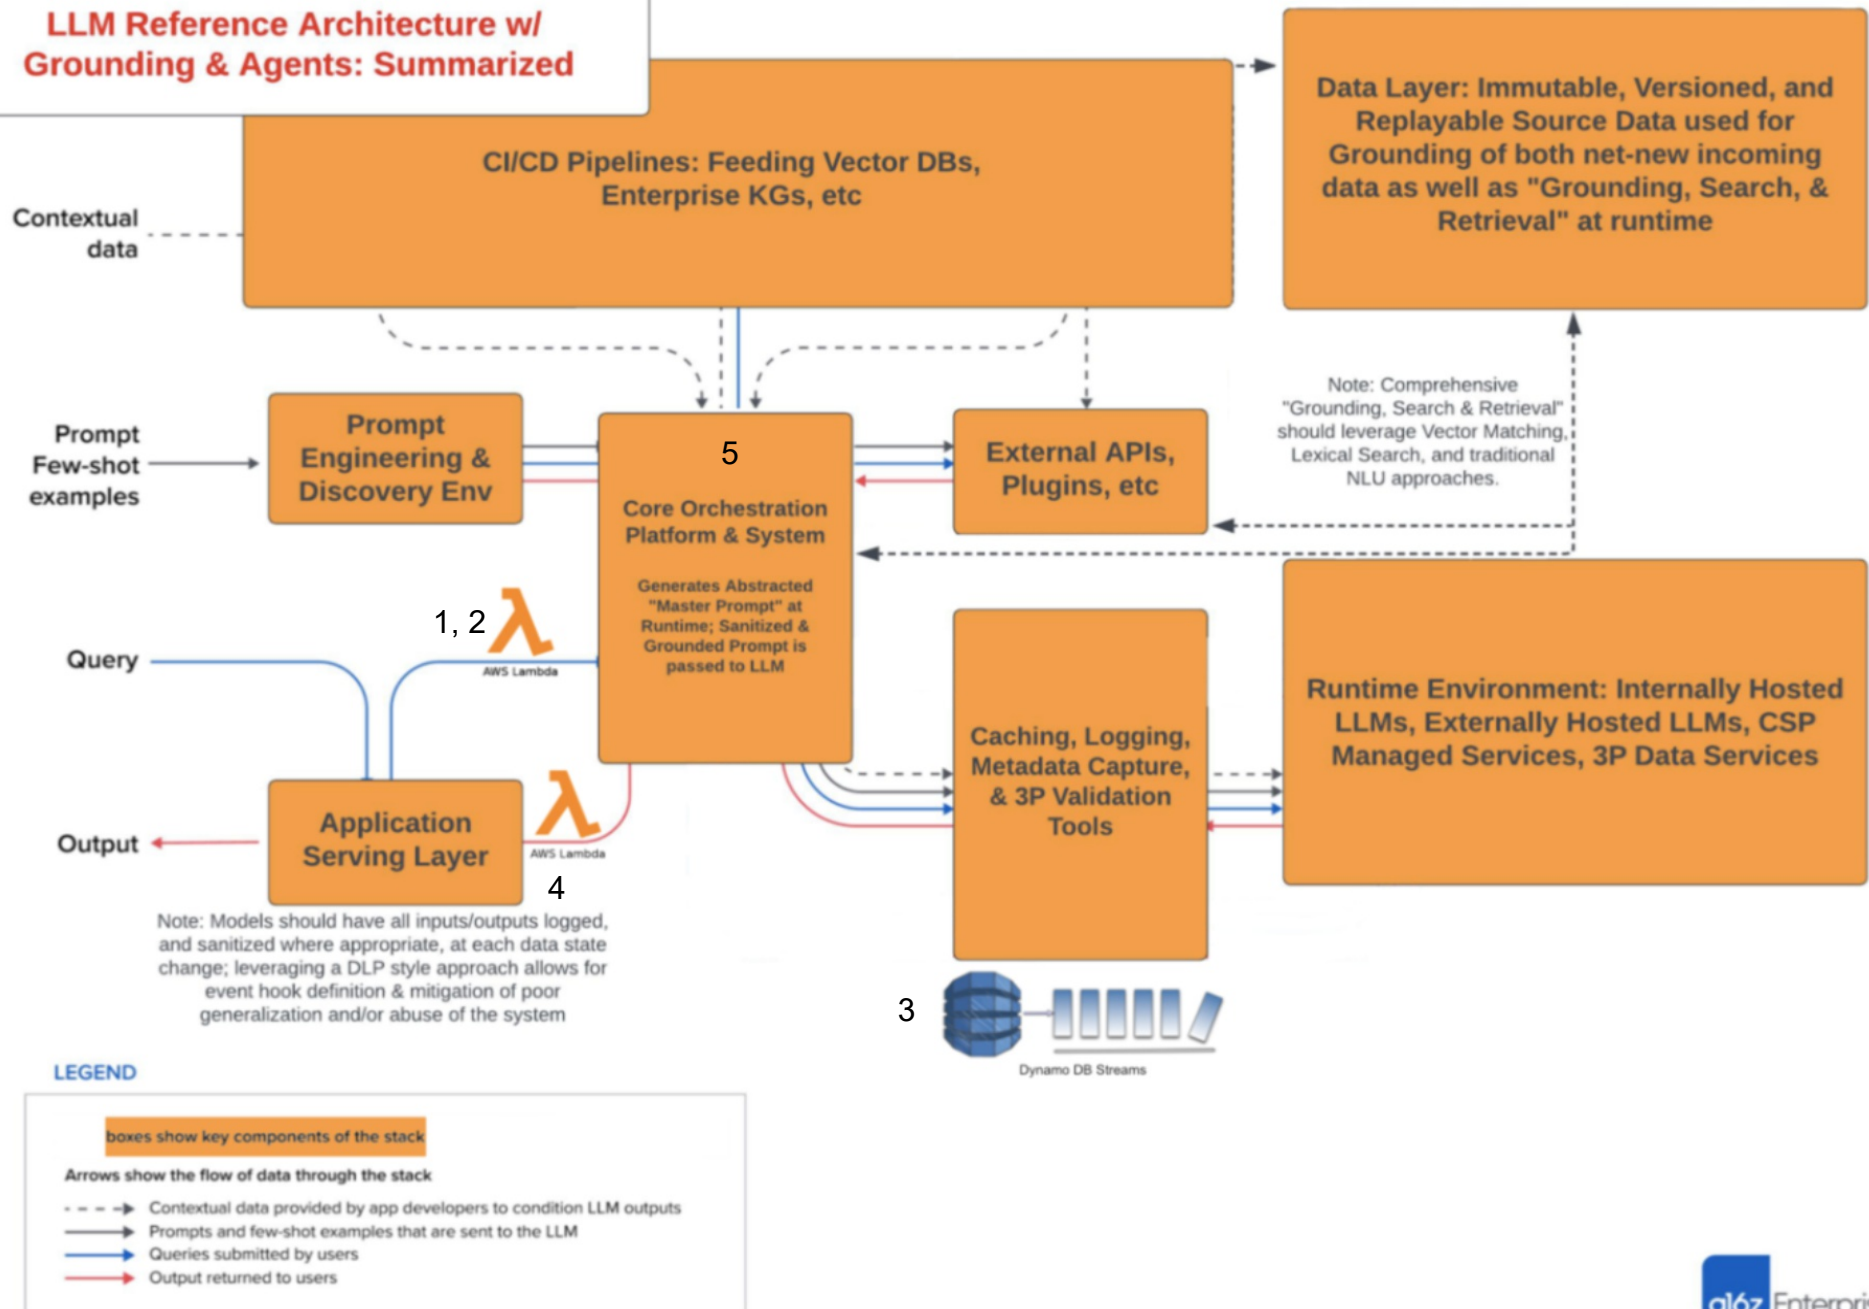 LLM Reference Architecture w/
Grounding & Agents: Summarized
CI/CD Pipelines: Feeding Vector DBs,
Enterprise KGs, etc
Data Layer: Immutable, Versioned, and
Replayable Source Data used for
Grounding of both net-new incoming
data as well as "Grounding, Search, &
Retrieval" at runtime
Contextual
data
Prompt
Few-shot
examples
Prompt
Engineering &
Discovery Env
5
Core Orchestration
Platform & System
Generates Abstracted
"Master Prompt" at
Runtime; Sanitized &
Grounded Prompt is
passed to LLM
External APIs,
Plugins, etc
Note: Comprehensive
"Grounding, Search & Retrieval"
should leverage Vector Matching,
Lexical Search, and traditional
NLU approaches.
Query
1, 2
AWS Lambda
Caching, Logging,
Metadata Capture,
& 3P Validation
Tools
Runtime Environment: Internally Hosted
LLMs, Externally Hosted LLMs, CSP
Managed Services, 3P Data Services
Output
Application
Serving Layer
AWS Lambda
4
Note: Models should have all inputs/outputs logged,
and sanitized where appropriate, at each data state
change; leveraging a DLP style approach allows for
event hook definition & mitigation of poor
generalization and/or abuse of the system
3
Dynamo DB Streams
LEGEND
boxes show key components of the stack
Arrows show the flow of data through the stack
Contextual data provided by app developers to condition LLM outputs
Prompts and few-shot examples that are sent to the LLM
Queries submitted by users
Output returned to users
a16z Enterpris